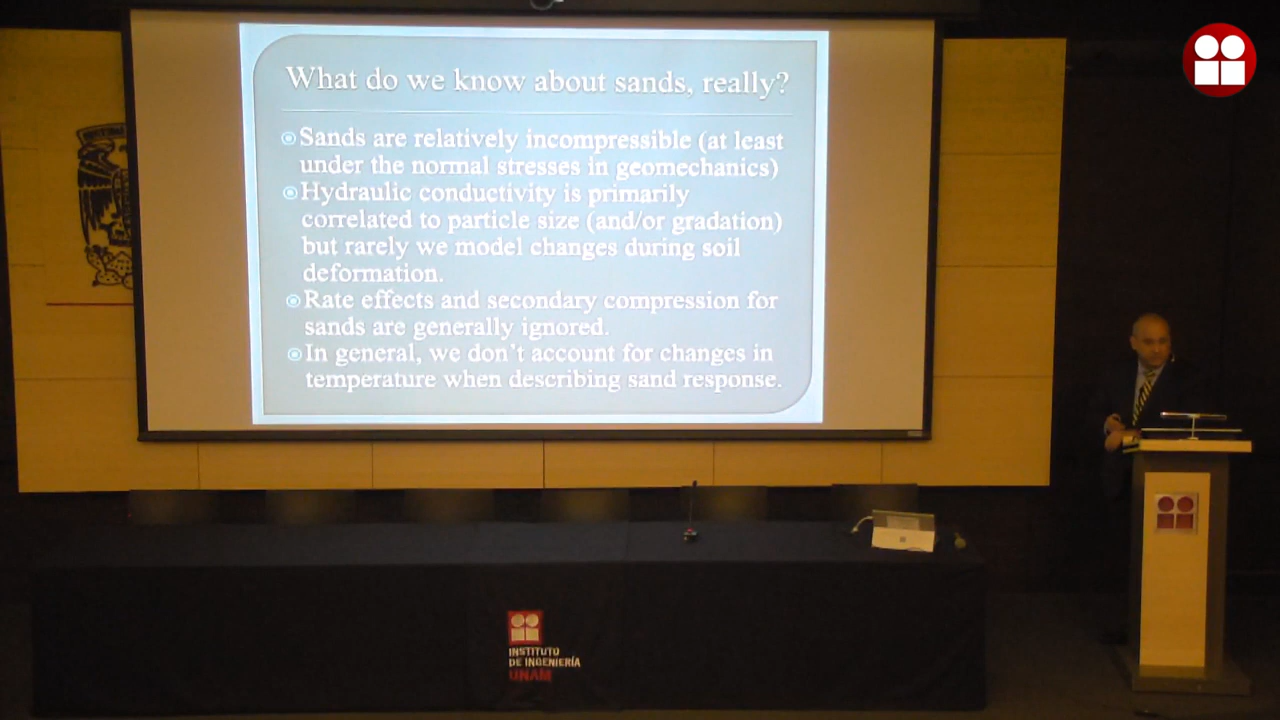 What do we know about sands, really?
Sands are relatively incompressible (at least
under the normal stresses in geomechanics)
Hydraulic conductivity is primarily
correlated to particle size (and/or gradation)
but rarely we model changes during soil
deformation.
Rate effects and secondary compression for
sands are generally ignored.
In general, we don't account for changes in
temperature when describing sand response.
INSTITUTO
DE INGENIERÍA
UNAM